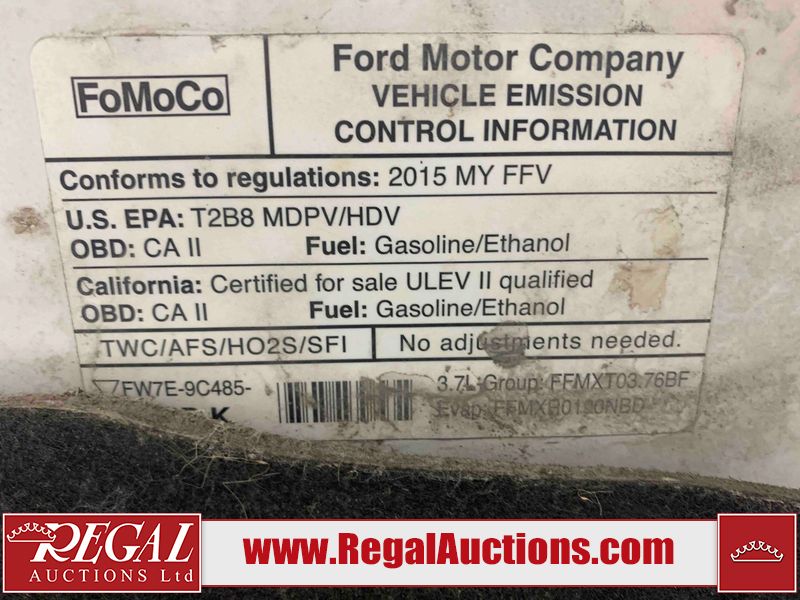 FoMoCo
Ford Motor Company
VEHICLE EMISSION
CONTROL INFORMATION
Conforms to regulations: 2015 MY FFV
U.S. EPA: T2B8 MDPV/HDV
OBD: CA II Fuel: Gasoline/Ethanol
California: Certified for sale ULEV II qualified
OBD: CA II Fuel: Gasoline/Ethanol
TWC/AFS/HO2S/SFI No adjustments needed.
FW7E-9C485- 3.7L-Group: FFMXT03.76BF
K Evap:
REGAL
AUCTIONS Ltd
www.RegalAuctions.com